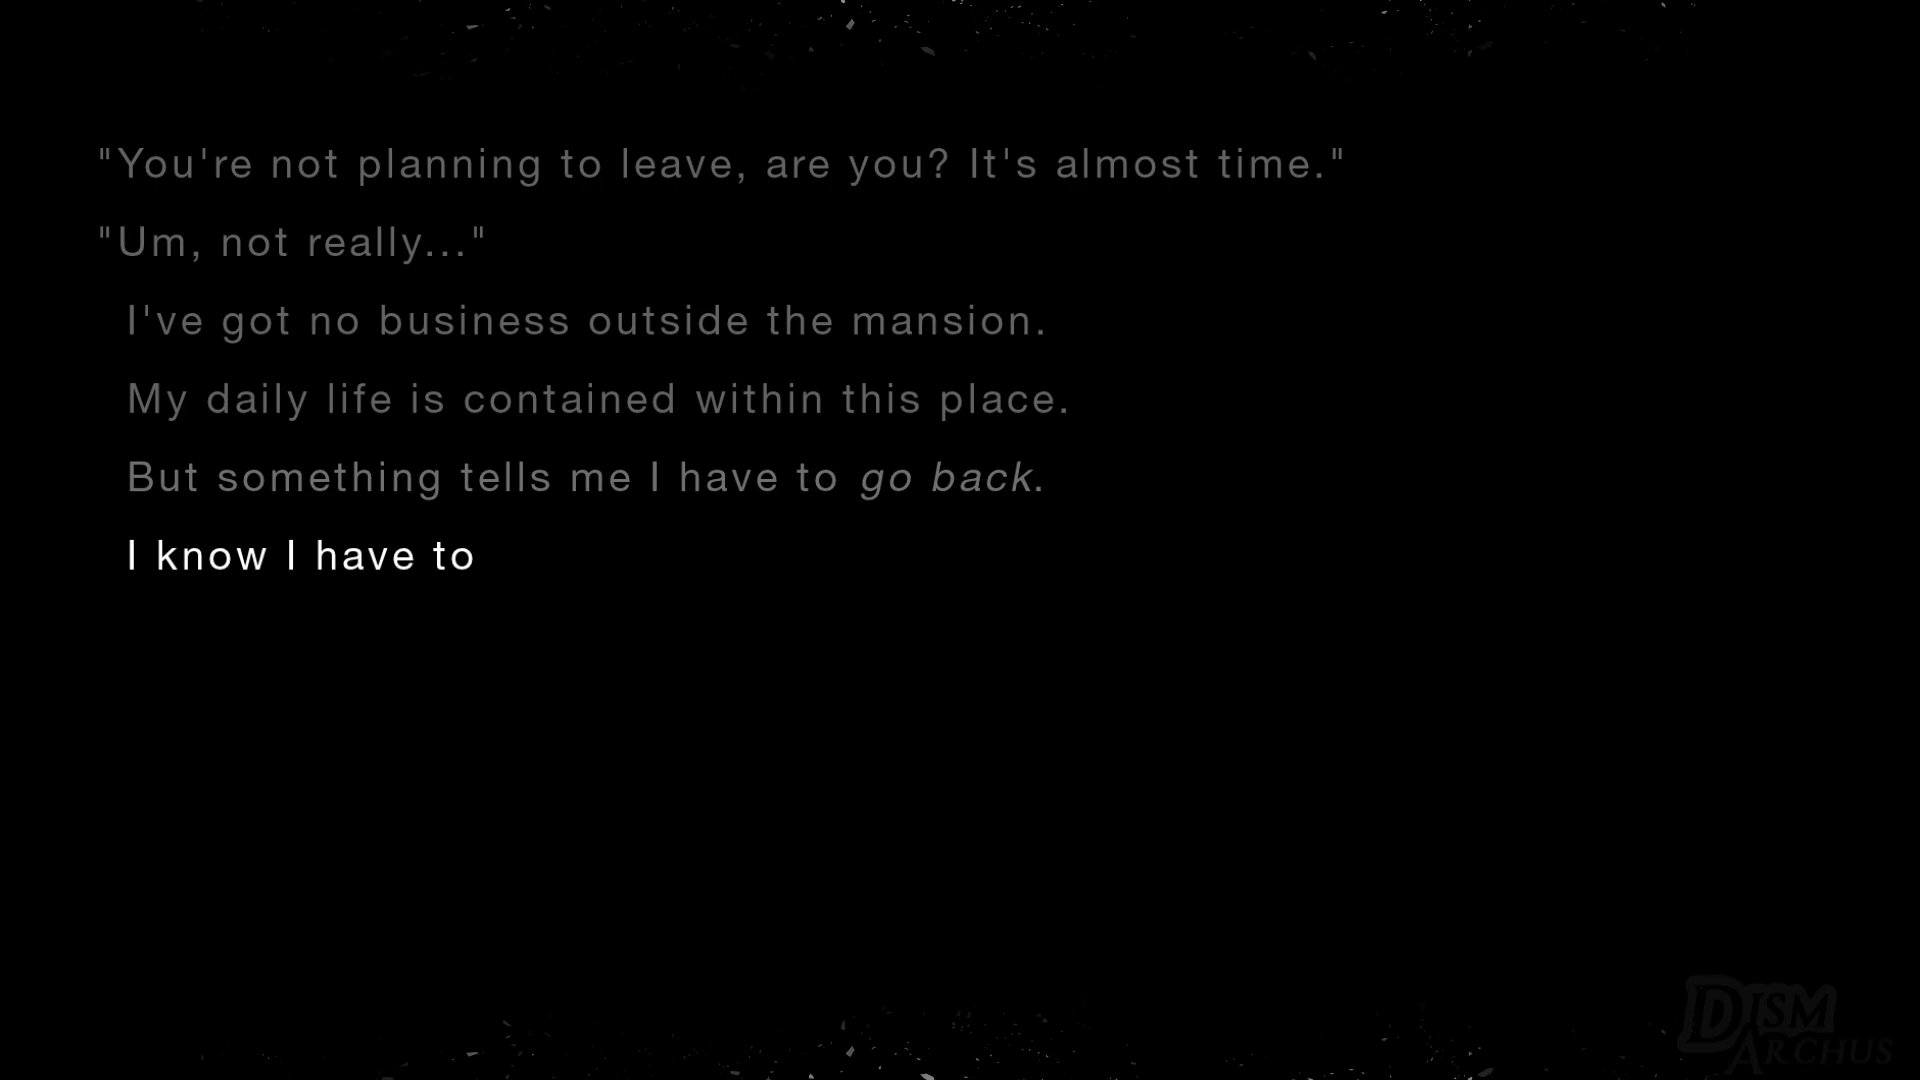 "You're not planning to leave, are you? It's almost time."
"Um, not really..."
I've got no business outside the mansion.
My daily life is contained within this place.
But something tells me I have to go back.
I know I have to
DISM
ARCHUS